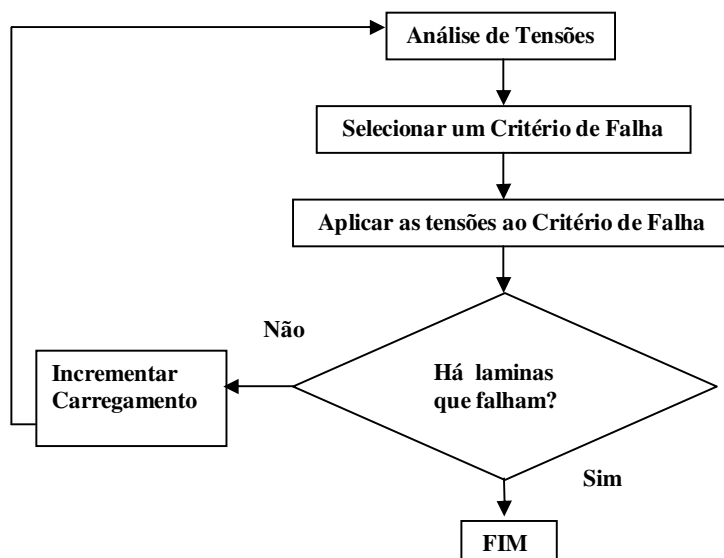 Análise de Tensões
Selecionar um Critério de Falha
Aplicar as tensões ao Critério de Falha
Não
Há laminas
que falham?
Incrementar
Carregamento
Sim
FIM